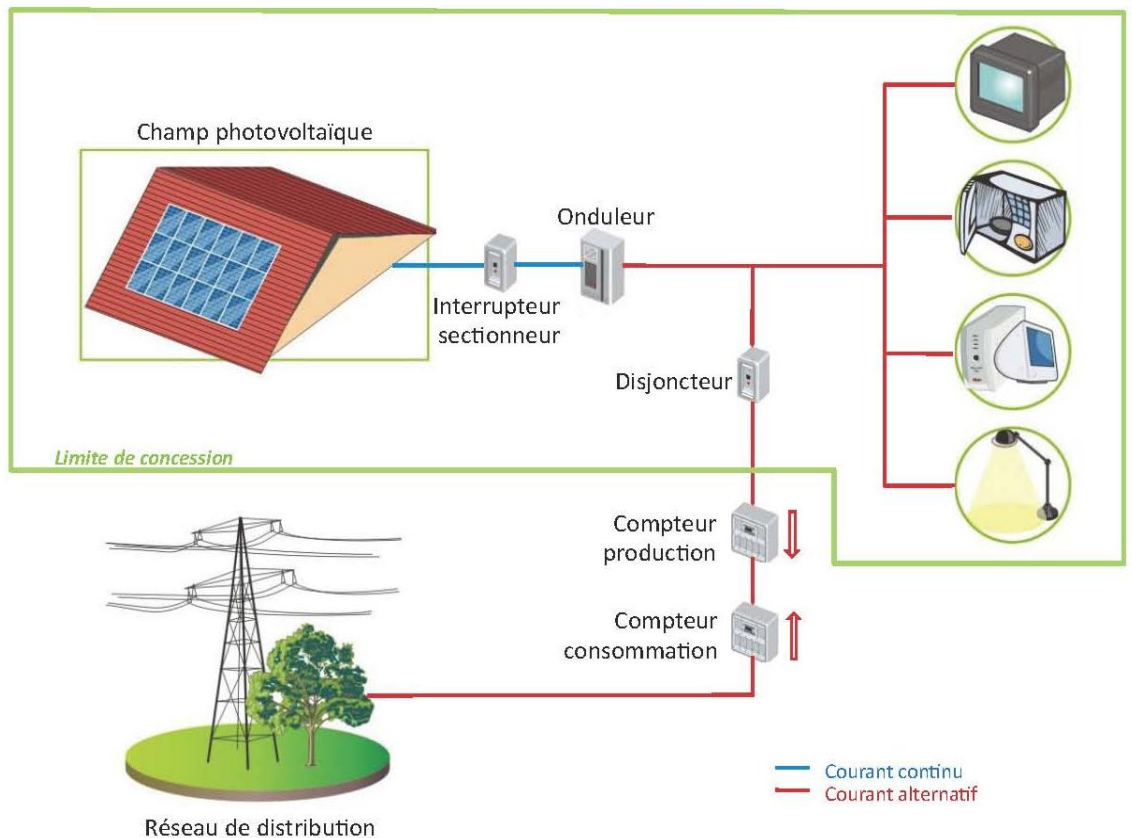 Champ photovoltaïque
Onduleur
Interrupteur
sectionneur
Disjoncteur
Limite de concession
Compteur
production
Compteur
consommation
Courant continu
Courant alternatif
Réseau de distribution